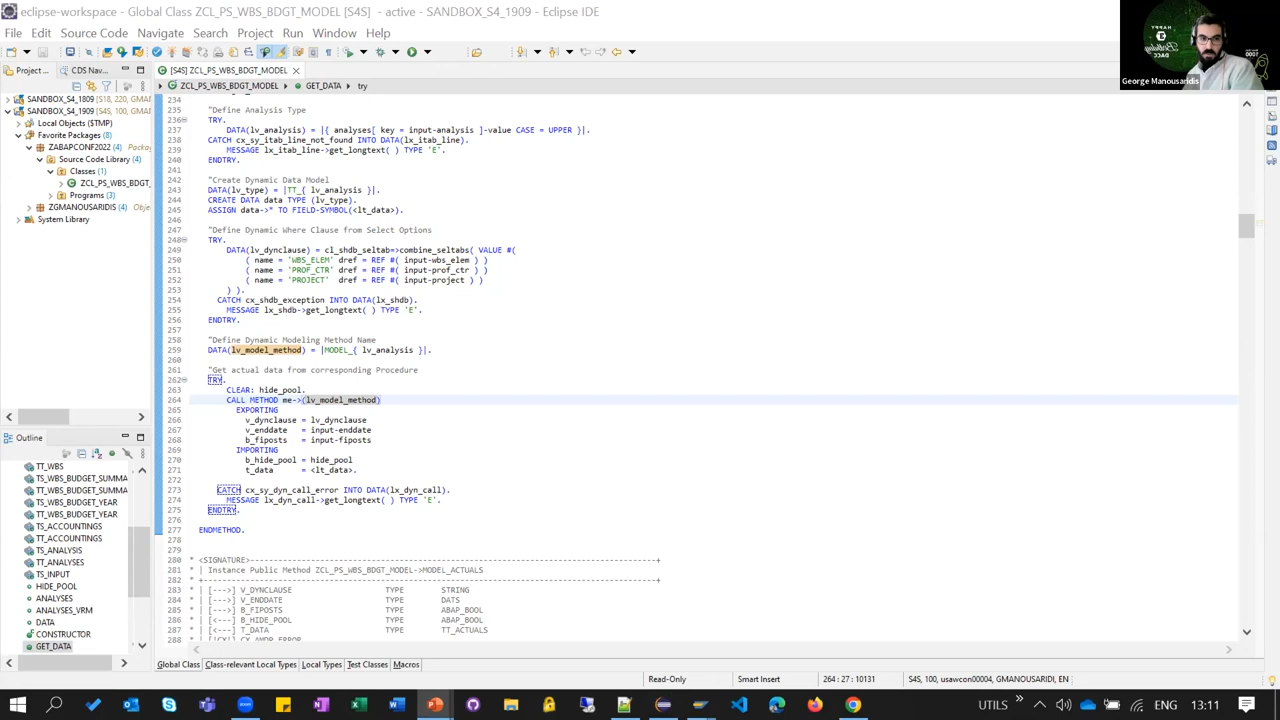 eclipse-workspace - Global Class ZCL_PS_WBS_BDGT_MODEL [S4S] - active - SANDBOX_S4_1909 - Eclipse IDE
File Edit Source Code Navigate Search Project Run Window Help
HAPPY
Birthday
DACC
George Manousaridis
Project ...
CDS Nav...
[S4S] ZCL_PS_WBS_BDGT_MODEL
ZCL_PS_WBS_BDGT_MODEL
GET_DATA
try
SANDBOX_S4_1809 (S18, 220, GMAN
SANDBOX_S4_1909 (S4S, 100, GMAN
Local Objects ($TMP)
Favorite Packages (8)
ZABAPCONF2022 (4) Packag
Source Code Library (4)
Classes (1)
ZCL_PS_WBS_BDGT_
Programs (3)
ZGMANOUSARIDIS (4) Obje
System Library
234
235 "Define Analysis Type
236 TRY.
237 DATA(lv_analysis) = |{ analyses[ key = input-analysis ]-value CASE = UPPER }|.
238 CATCH cx_sy_itab_line_not_found INTO DATA(lx_itab_line).
239 MESSAGE lx_itab_line->get_longtext( ) TYPE 'E'.
240 ENDTRY.
241
242 "Create Dynamic Data Model
243 DATA(lv_type) = |TT_{ lv_analysis }|.
244 CREATE DATA data TYPE (lv_type).
245 ASSIGN data->* TO FIELD-SYMBOL(<lt_data>).
246
247 "Define Dynamic Where Clause from Select Options
248 TRY.
249 DATA(lv_dynclause) = cl_shdb_seltab=>combine_seltabs( VALUE #(
250 ( name = 'WBS_ELEM' dref = REF #( input-wbs_elem ) )
251 ( name = 'PROF_CTR' dref = REF #( input-prof_ctr ) )
252 ( name = 'PROJECT' dref = REF #( input-project ) )
253 ) ).
254 CATCH cx_shdb_exception INTO DATA(lx_shdb).
255 MESSAGE lx_shdb->get_longtext( ) TYPE 'E'.
256 ENDTRY.
257
258 "Define Dynamic Modeling Method Name
259 DATA(lv_model_method) = |MODEL_{ lv_analysis }|.
260
261 "Get actual data from corresponding Procedure
262 TRY.
263 CLEAR: hide_pool.
264 CALL METHOD me->(lv_model_method)
265 EXPORTING
266 v_dynclause = lv_dynclause
267 v_enddate = input-enddate
268 b_fiposts = input-fiposts
269 IMPORTING
270 b_hide_pool = hide_pool
271 t_data = <lt_data>.
272
273 CATCH cx_sy_dyn_call_error INTO DATA(lx_dyn_call).
274 MESSAGE lx_dyn_call->get_longtext( ) TYPE 'E'.
275 ENDTRY.
276
277 ENDMETHOD.
278
279
280 * <SIGNATURE>---------------------------------------------------------------------------------------+
281 * | Instance Public Method ZCL_PS_WBS_BDGT_MODEL->MODEL_ACTUALS
282 * +-------------------------------------------------------------------------------------------------+
283 * | [--->] V_DYNCLAUSE TYPE STRING
284 * | [--->] V_ENDDATE TYPE DATS
285 * | [--->] B_FIPOSTS TYPE ABAP_BOOL
286 * | [<---] B_HIDE_POOL TYPE ABAP_BOOL
287 * | [<---] T_DATA TYPE TT_ACTUALS
288 * | [!CX!] CX_AMDP_ERROR
Outline
TT_WBS
TS_WBS_BUDGET_SUMMA
TT_WBS_BUDGET_SUMMA
TS_WBS_BUDGET_YEAR
TT_WBS_BUDGET_YEAR
TS_ACCOUNTINGS
TT_ACCOUNTINGS
TS_ANALYSIS
TT_ANALYSES
TS_INPUT
HIDE_POOL
ANALYSES
ANALYSES_VRM
DATA
CONSTRUCTOR
GET_DATA
Global Class Class-relevant Local Types Local Types Test Classes Macros
Read-Only Smart Insert 264 : 27 : 10131 S4S, 100, usawcon00004, GMANOUSARIDI, EN
UTILS ENG 13:11